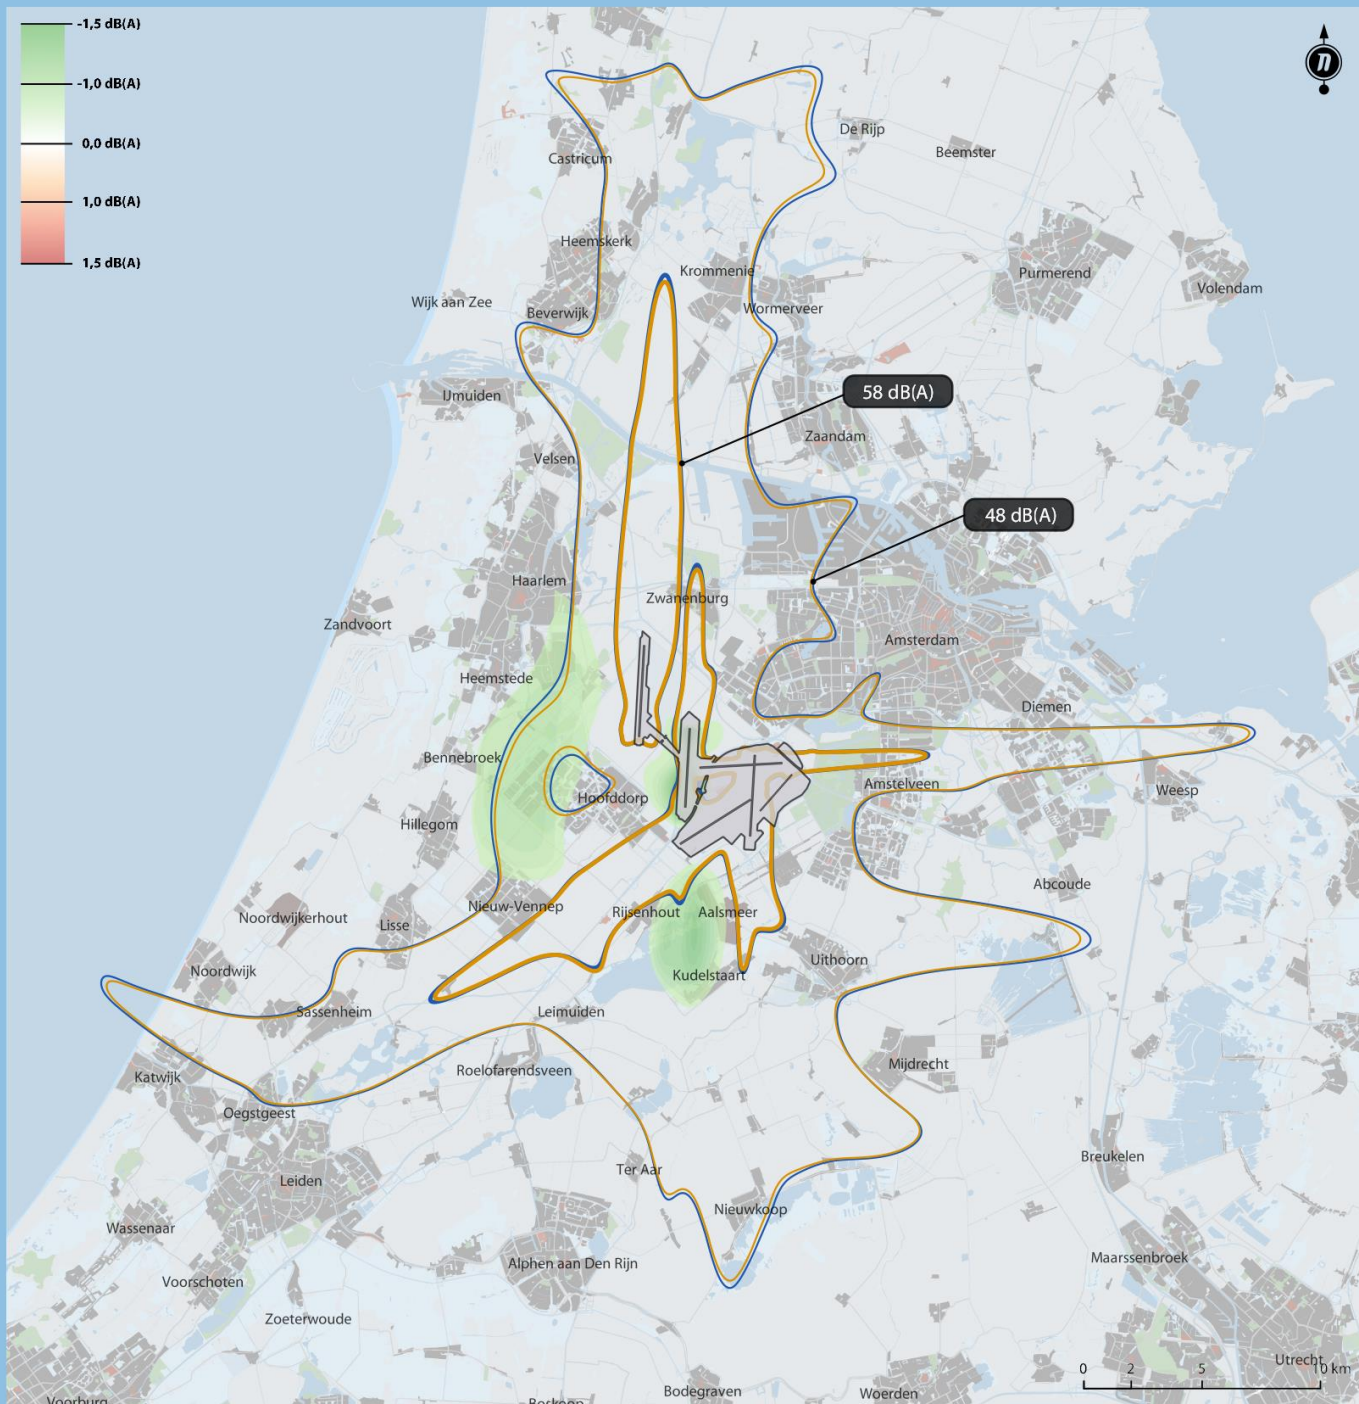 -1,5 dB(A)
-1,0 dB(A)
0,0 dB(A)
1,0 dB(A)
1,5 dB(A)
n
De Rijp
Beemster
Castricum
Heemskerk
Krommenie
Purmerend
Volendam
Wijk aan Zee
Beverwijk
Wormerveer
58 dB(A)
IJmuiden
Zaandam
Velsen
48 dB(A)
Haarlem
Zwanenburg
Zandvoort
Amsterdam
Heemstede
Diemen
Bennebroek
Amstelveen
Weesp
Hoofddorp
Hillegom
Abcoude
Nieuw-Vennep
Rijsenhout
Aalsmeer
Noordwijkerhout
Lisse
Uithoorn
Noordwijk
Kudelstaart
Sassenheim
Leimuiden
Mijdrecht
Roelofarendsveen
Katwijk
Oegstgeest
Breukelen
Ter Aar
Leiden
Nieuwkoop
Wassenaar
Maarssenbroek
Alphen aan Den Rijn
Voorschoten
Zoeterwoude
Utrecht
0 2 5 10 km
Bodegraven
Woerden
Voorburg
Boskoop